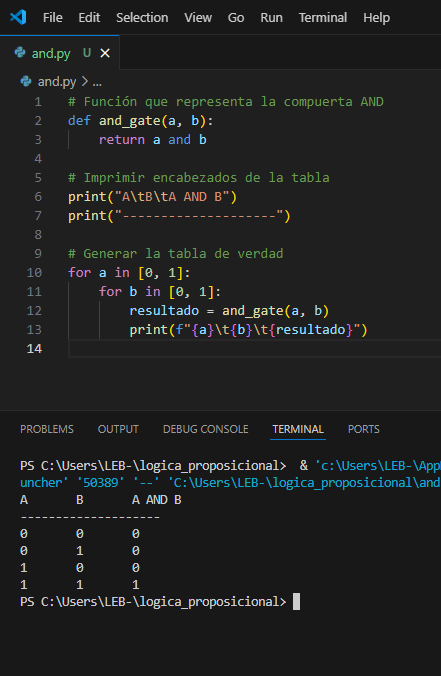 File Edit Selection View Go Run Terminal Help
and.py U
and.py > ...
1 # Función que representa la compuerta AND
2 def and_gate(a, b):
3     return a and b
4
5 # Imprimir encabezados de la tabla
6 print("A\tB\tA AND B")
7 print("--------------------")
8
9 # Generar la tabla de verdad
10 for a in [0, 1]:
11     for b in [0, 1]:
12         resultado = and_gate(a, b)
13         print(f"{a}\t{b}\t{resultado}")
14
PROBLEMS OUTPUT DEBUG CONSOLE TERMINAL PORTS
PS C:\Users\LEB-\logica_proposicional>  & 'c:\Users\LEB-\App
uncher' '50389' '--' 'C:\Users\LEB-\logica_proposicional\and
A       B       A AND B
--------------------
0       0       0
0       1       0
1       0       0
1       1       1
PS C:\Users\LEB-\logica_proposicional>